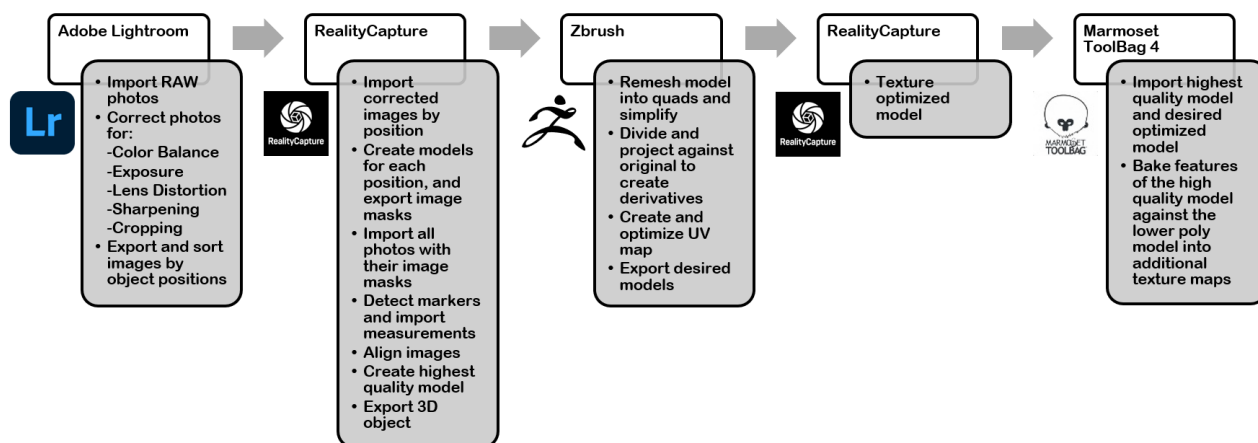 Adobe Lightroom
Lr
• Import RAW
photos
• Correct photos
for:
-Color Balance
-Exposure
-Lens Distortion
-Sharpening
-Cropping
• Export and sort
images by
object positions
RealityCapture
RealityCapture
• Import
corrected
images by
position
• Create models
for each
position, and
export image
masks
• Import all
photos with
their image
masks
• Detect markers
and import
measurements
• Align images
• Create highest
quality model
• Export 3D
object
Zbrush
• Remesh model
into quads and
simplify
• Divide and
project against
original to
create
derivatives
• Create and
optimize UV
map
• Export desired
models
RealityCapture
RealityCapture
• Texture
optimized
model
Marmoset
ToolBag 4
MARMOSET
TOOLBAG
• Import highest
quality model
and desired
optimized
model
• Bake features
of the high
quality model
against the
lower poly
model into
additional
texture maps